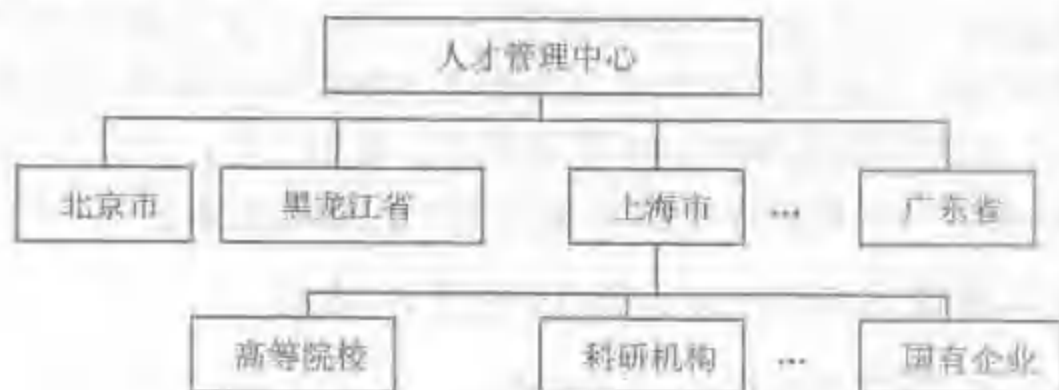 人才管理中心
北京市 黑龙江省 上海市 … 广东省
高等院校 科研机构 … 国有企业